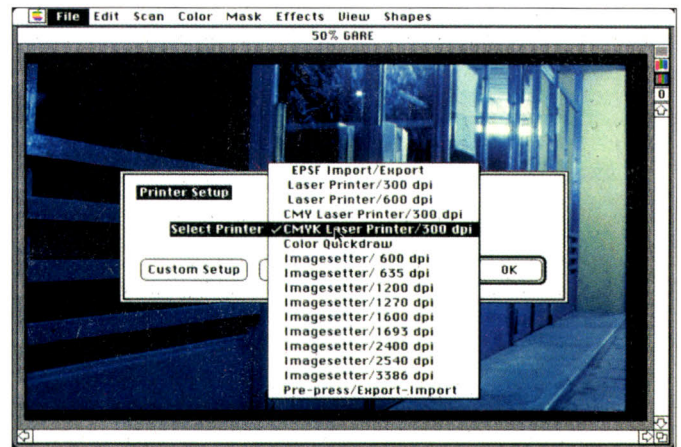 File Edit Scan Color Mask Effects View Shapes
50% GARE
0
Printer Setup
EPSF Import/Export
Laser Printer/300 dpi
Laser Printer/600 dpi
CMY Laser Printer/300 dpi
Select Printer ✓CMYK Laser Printer/300 dpi
Color Quickdraw
Imagesetter/ 600 dpi
Custom Setup
Imagesetter/ 635 dpi
OK
Imagesetter/1200 dpi
Imagesetter/1270 dpi
Imagesetter/1600 dpi
Imagesetter/1693 dpi
Imagesetter/2400 dpi
Imagesetter/2540 dpi
Imagesetter/3386 dpi
Pre-press/Export-Import